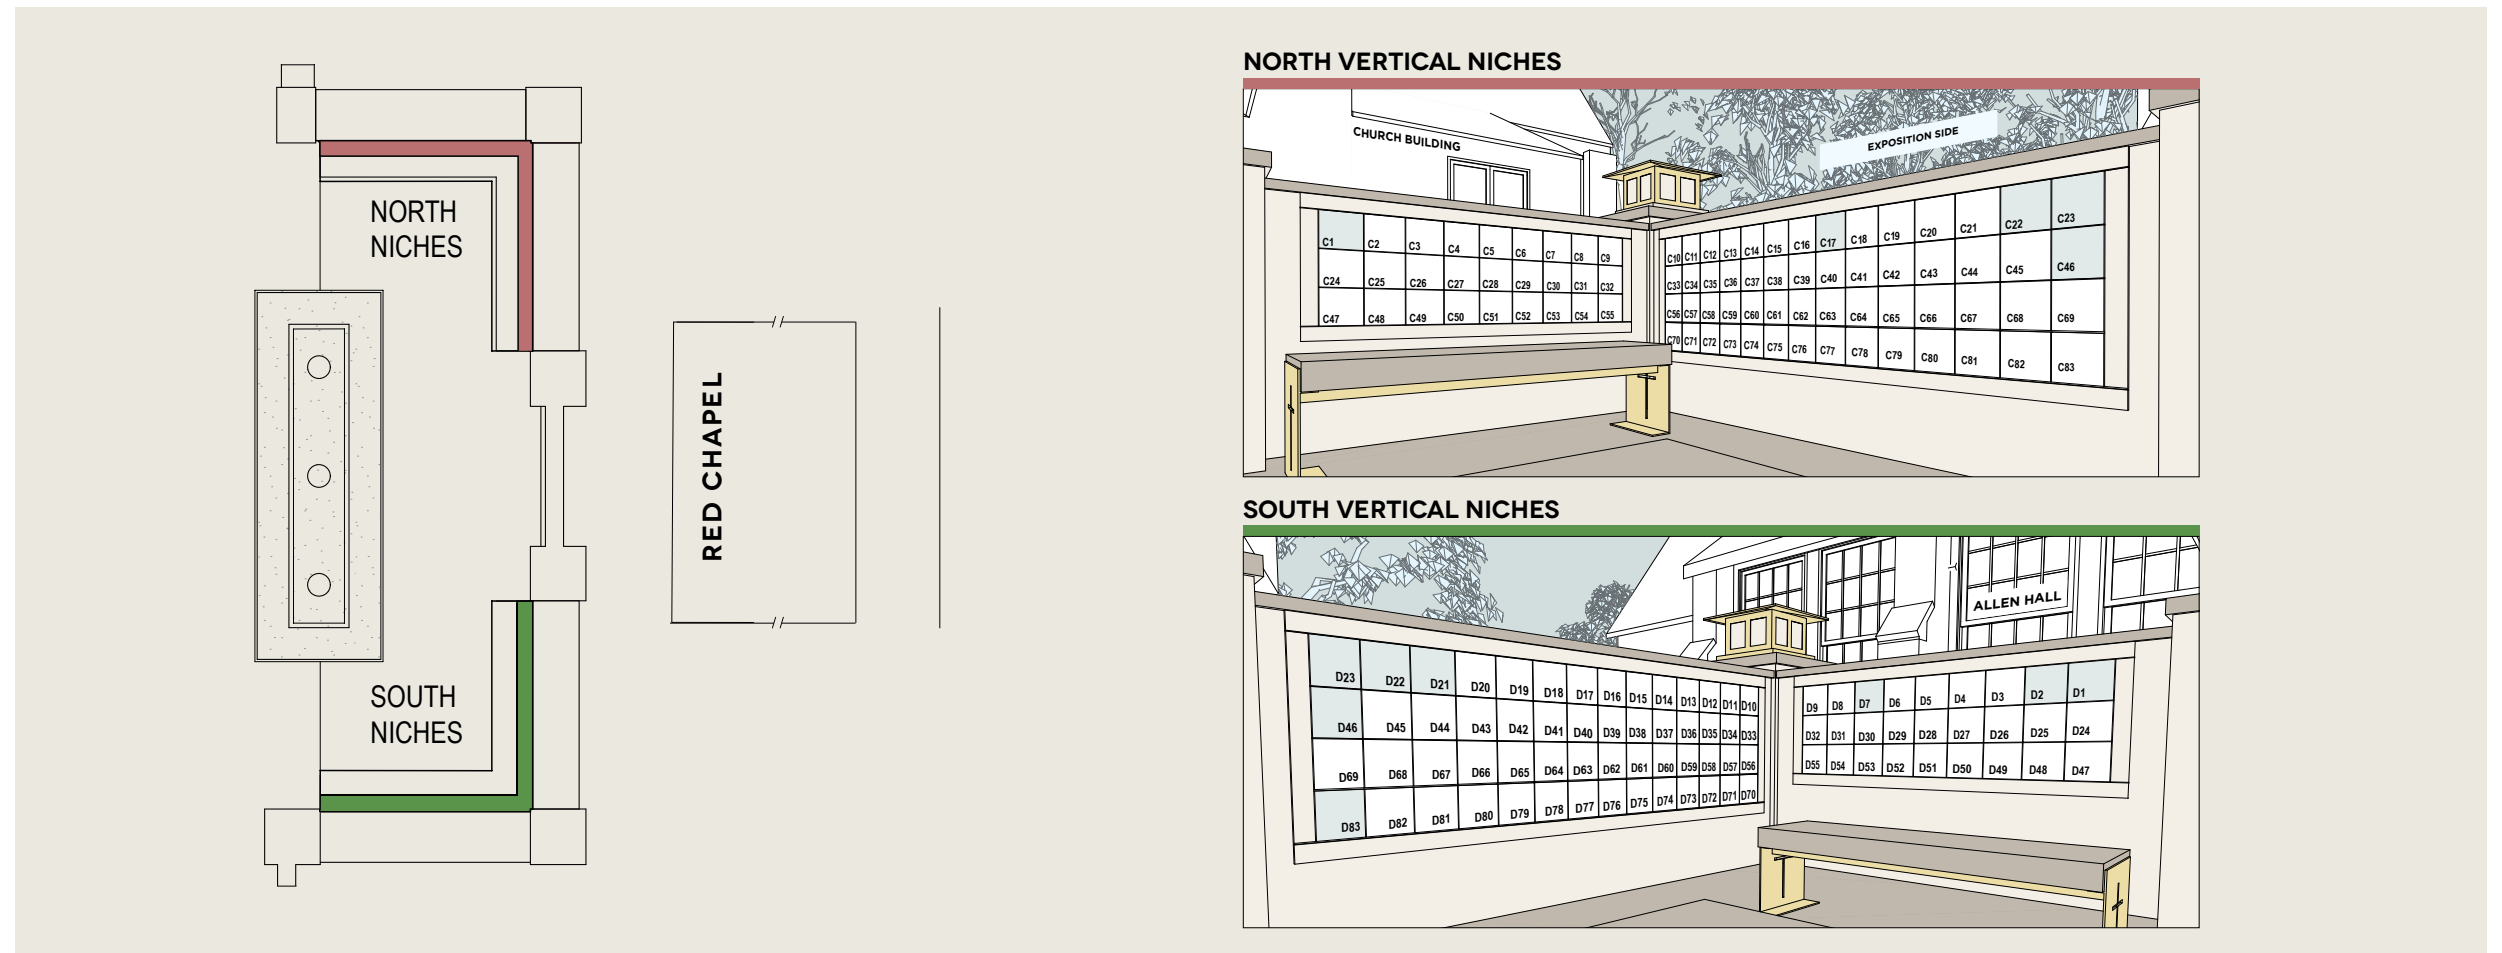 NORTH
NICHES
SOUTH
NICHES
RED CHAPEL
NORTH VERTICAL NICHES
CHURCH BUILDING
EXPOSITION SIDE
C1 C2 C3 C4 C5 C6 C7 C8 C9 C10 C11 C12 C13 C14 C15 C16 C17 C18 C19 C20 C21 C22 C23
C24 C25 C26 C27 C28 C29 C30 C31 C32 C33 C34 C35 C36 C37 C38 C39 C40 C41 C42 C43 C44 C45 C46
C47 C48 C49 C50 C51 C52 C53 C54 C55 C56 C57 C58 C59 C60 C61 C62 C63 C64 C65 C66 C67 C68 C69
C70 C71 C72 C73 C74 C75 C76 C77 C78 C79 C80 C81 C82 C83
SOUTH VERTICAL NICHES
ALLEN HALL
D23 D22 D21 D20 D19 D18 D17 D16 D15 D14 D13 D12 D11 D10 D9 D8 D7 D6 D5 D4 D3 D2 D1
D46 D45 D44 D43 D42 D41 D40 D39 D38 D37 D36 D35 D34 D33 D32 D31 D30 D29 D28 D27 D26 D25 D24
D69 D68 D67 D66 D65 D64 D63 D62 D61 D60 D59 D58 D57 D56 D55 D54 D53 D52 D51 D50 D49 D48 D47
D83 D82 D81 D80 D79 D78 D77 D76 D75 D74 D73 D72 D71 D70